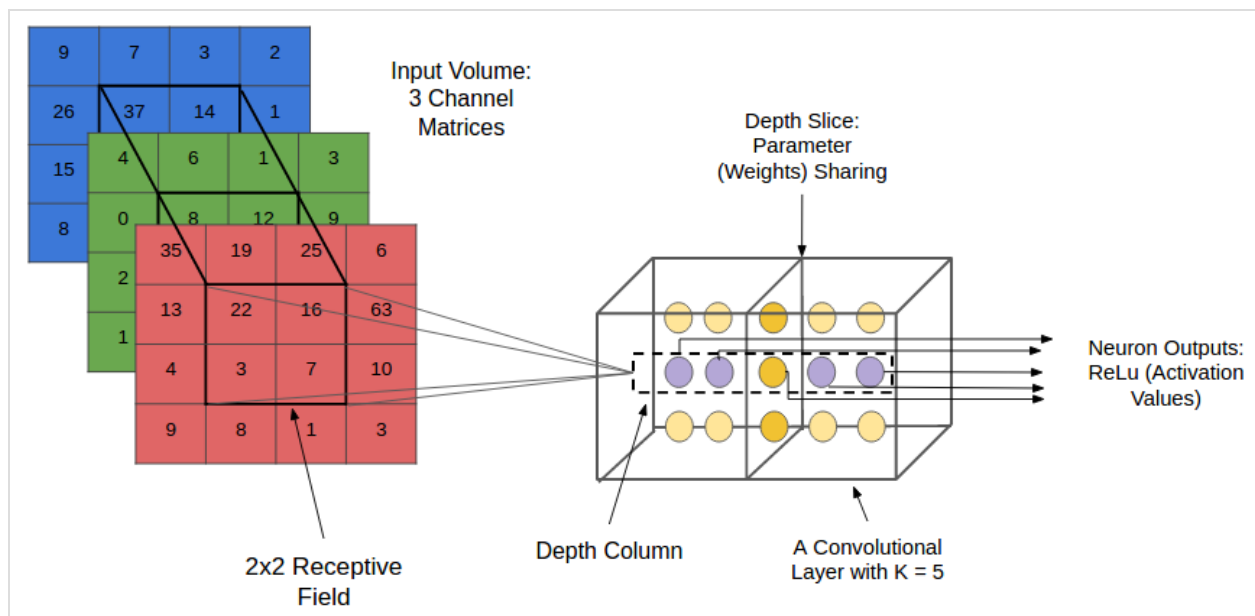 9 7 3 2
26 37 14 1
15
8
4 6 1 3
0 8 12 9
2
1
35 19 25 6
13 22 16 63
4 3 7 10
9 8 1 3
Input Volume:
3 Channel
Matrices
2x2 Receptive
Field
Depth Slice:
Parameter
(Weights) Sharing
Depth Column
A Convolutional
Layer with K = 5
Neuron Outputs:
ReLu (Activation
Values)